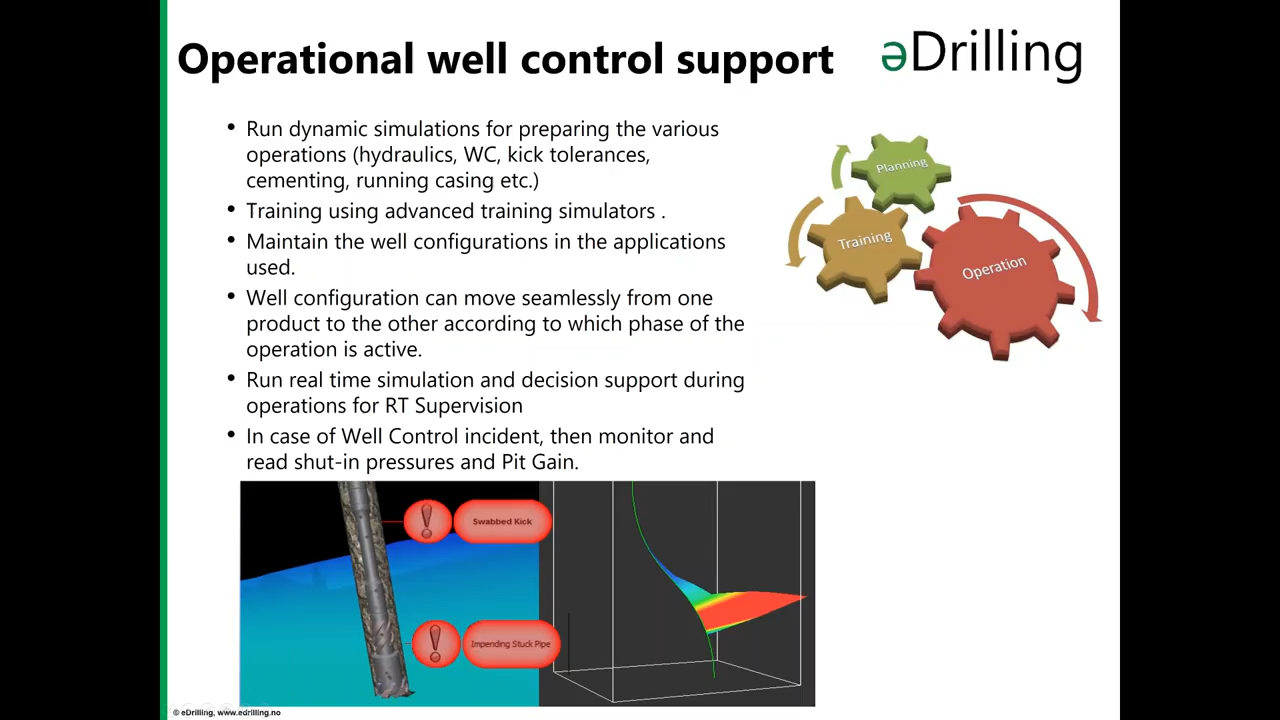 Operational well control support
əDrilling
• Run dynamic simulations for preparing the various
operations (hydraulics, WC, kick tolerances,
cementing, running casing etc.)
• Training using advanced training simulators .
• Maintain the well configurations in the applications
used.
• Well configuration can move seamlessly from one
product to the other according to which phase of the
operation is active.
• Run real time simulation and decision support during
operations for RT Supervision
• In case of Well Control incident, then monitor and
read shut-in pressures and Pit Gain.
Planning
Training
Operation
Swabbed Kick
Impending Stuck Pipe
© eDrilling, www.edrilling.no